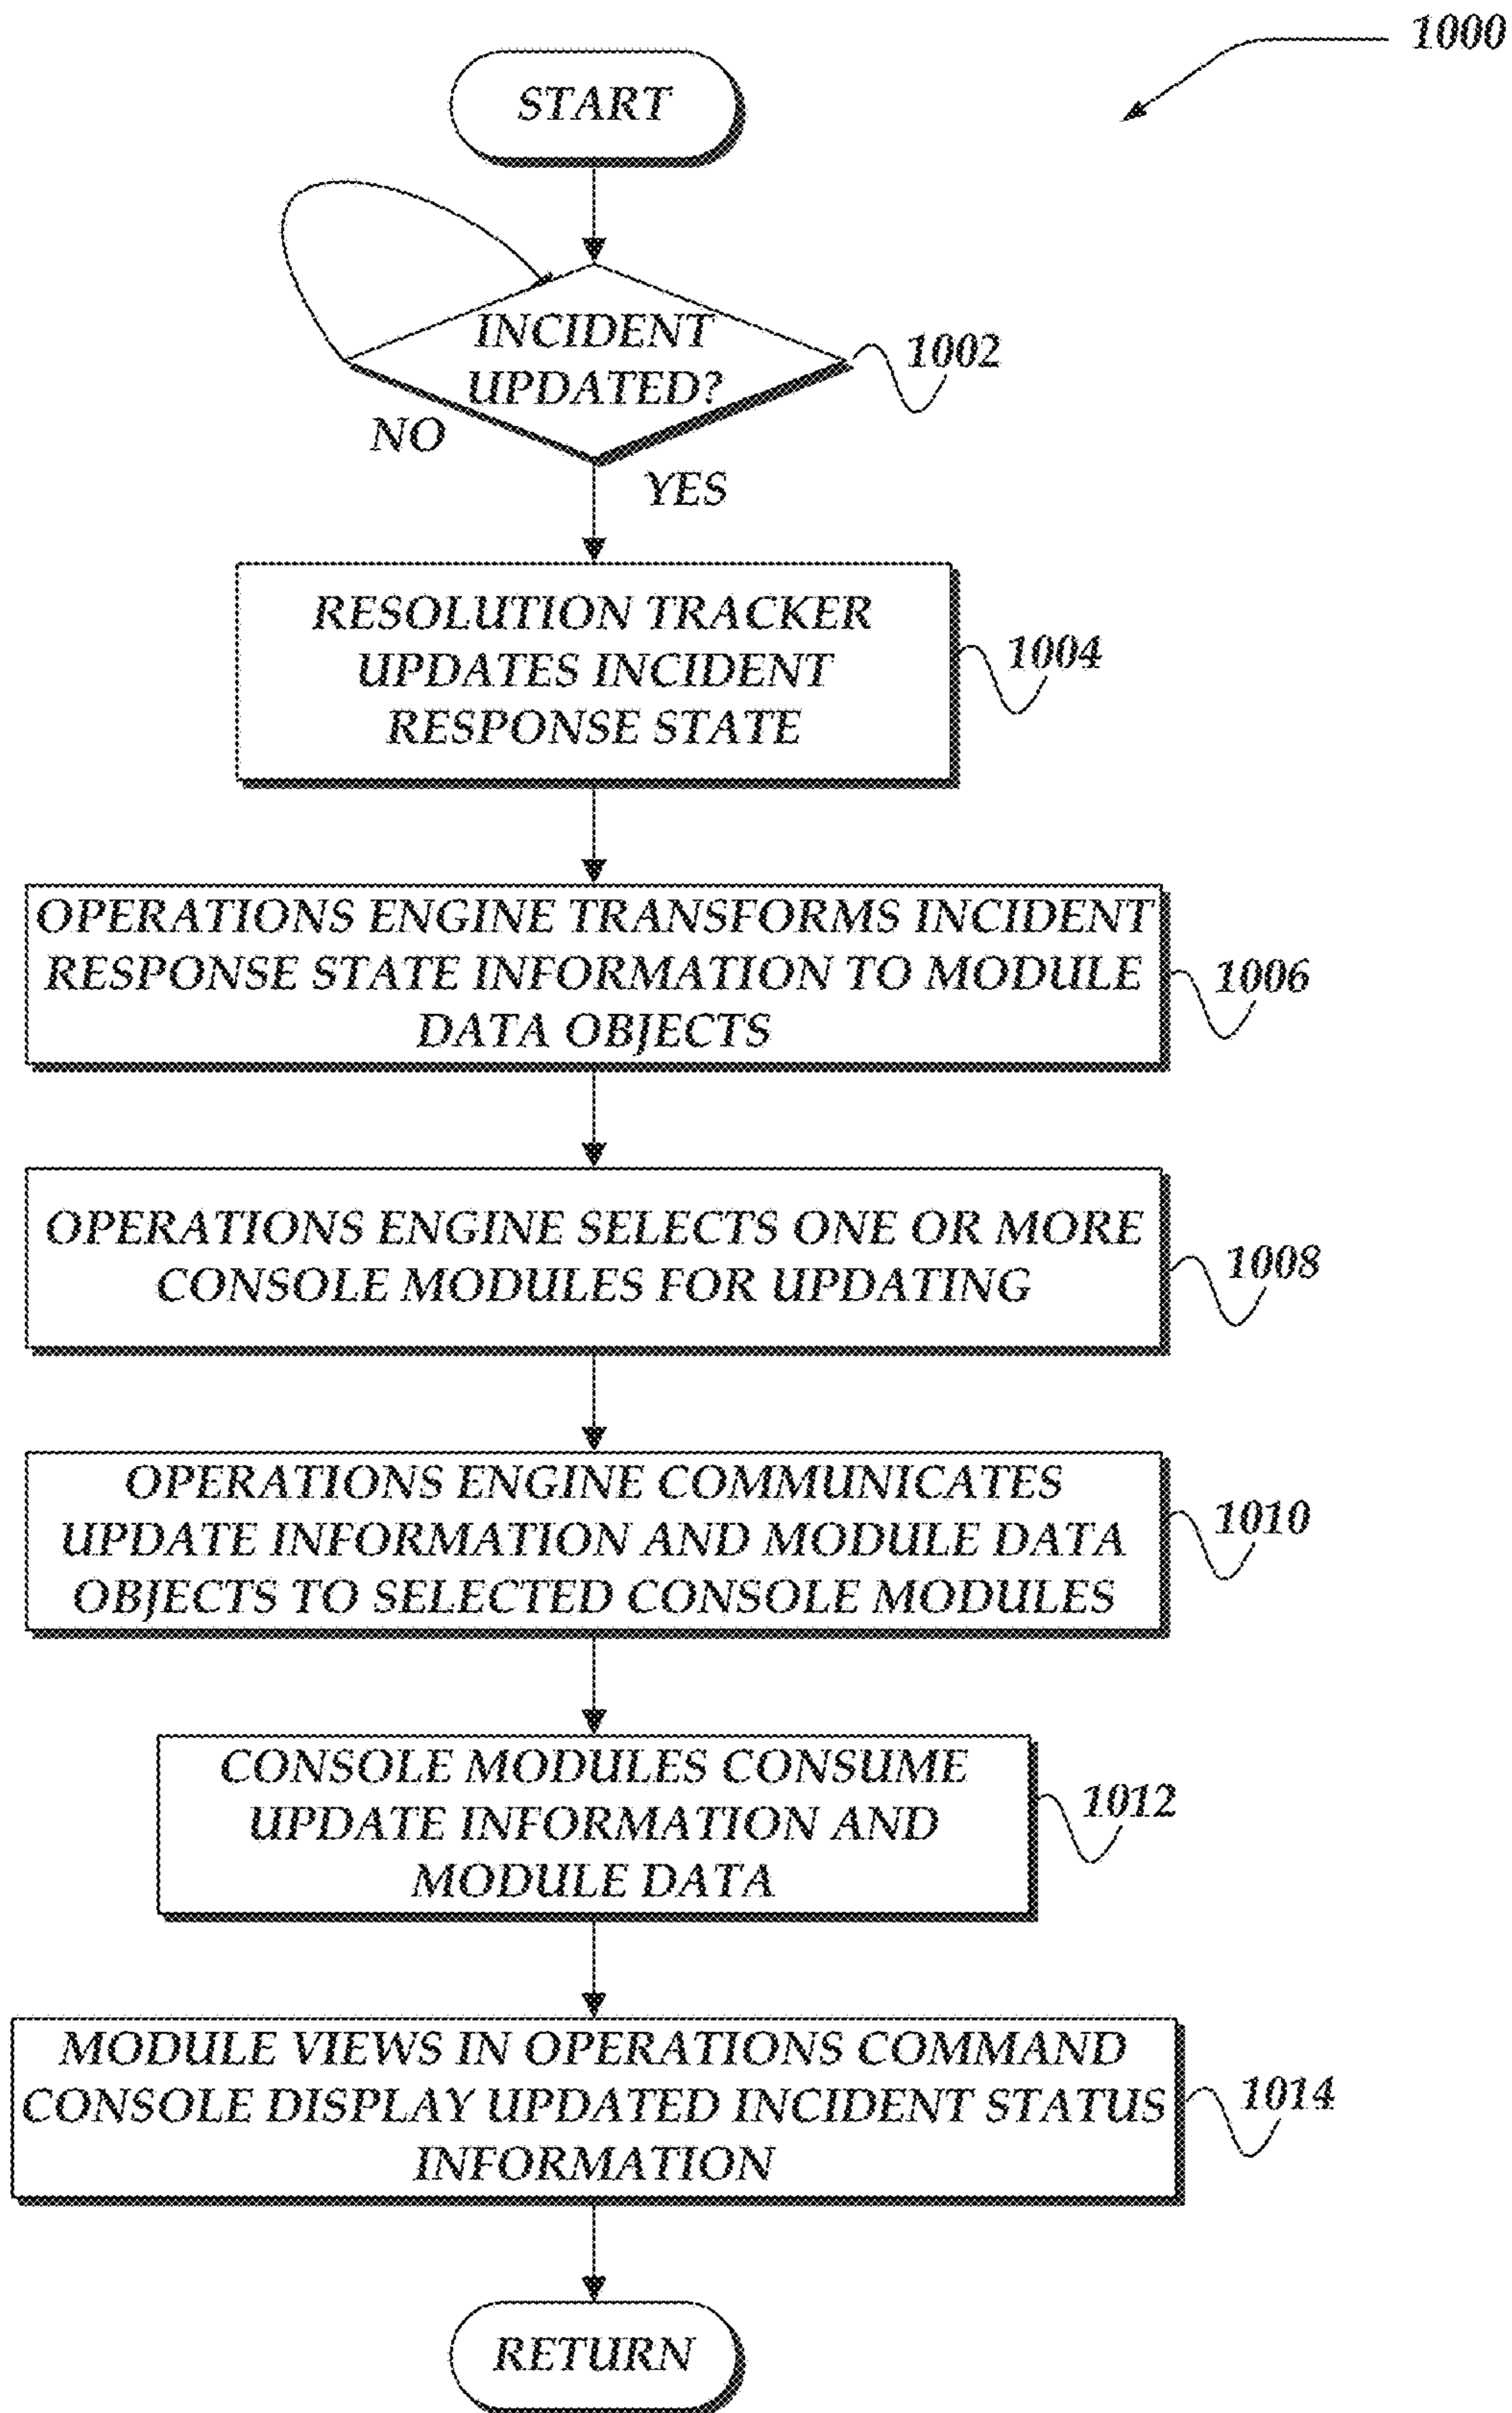 1000
START
INCIDENT
UPDATED?
1002
NO
YES
RESOLUTION TRACKER
UPDATES INCIDENT
RESPONSE STATE
1004
OPERATIONS ENGINE TRANSFORMS INCIDENT
RESPONSE STATE INFORMATION TO MODULE
DATA OBJECTS
1006
OPERATIONS ENGINE SELECTS ONE OR MORE
CONSOLE MODULES FOR UPDATING
1008
OPERATIONS ENGINE COMMUNICATES
UPDATE INFORMATION AND MODULE DATA
OBJECTS TO SELECTED CONSOLE MODULES
1010
CONSOLE MODULES CONSUME
UPDATE INFORMATION AND
MODULE DATA
1012
MODULE VIEWS IN OPERATIONS COMMAND
CONSOLE DISPLAY UPDATED INCIDENT STATUS
INFORMATION
1014
RETURN